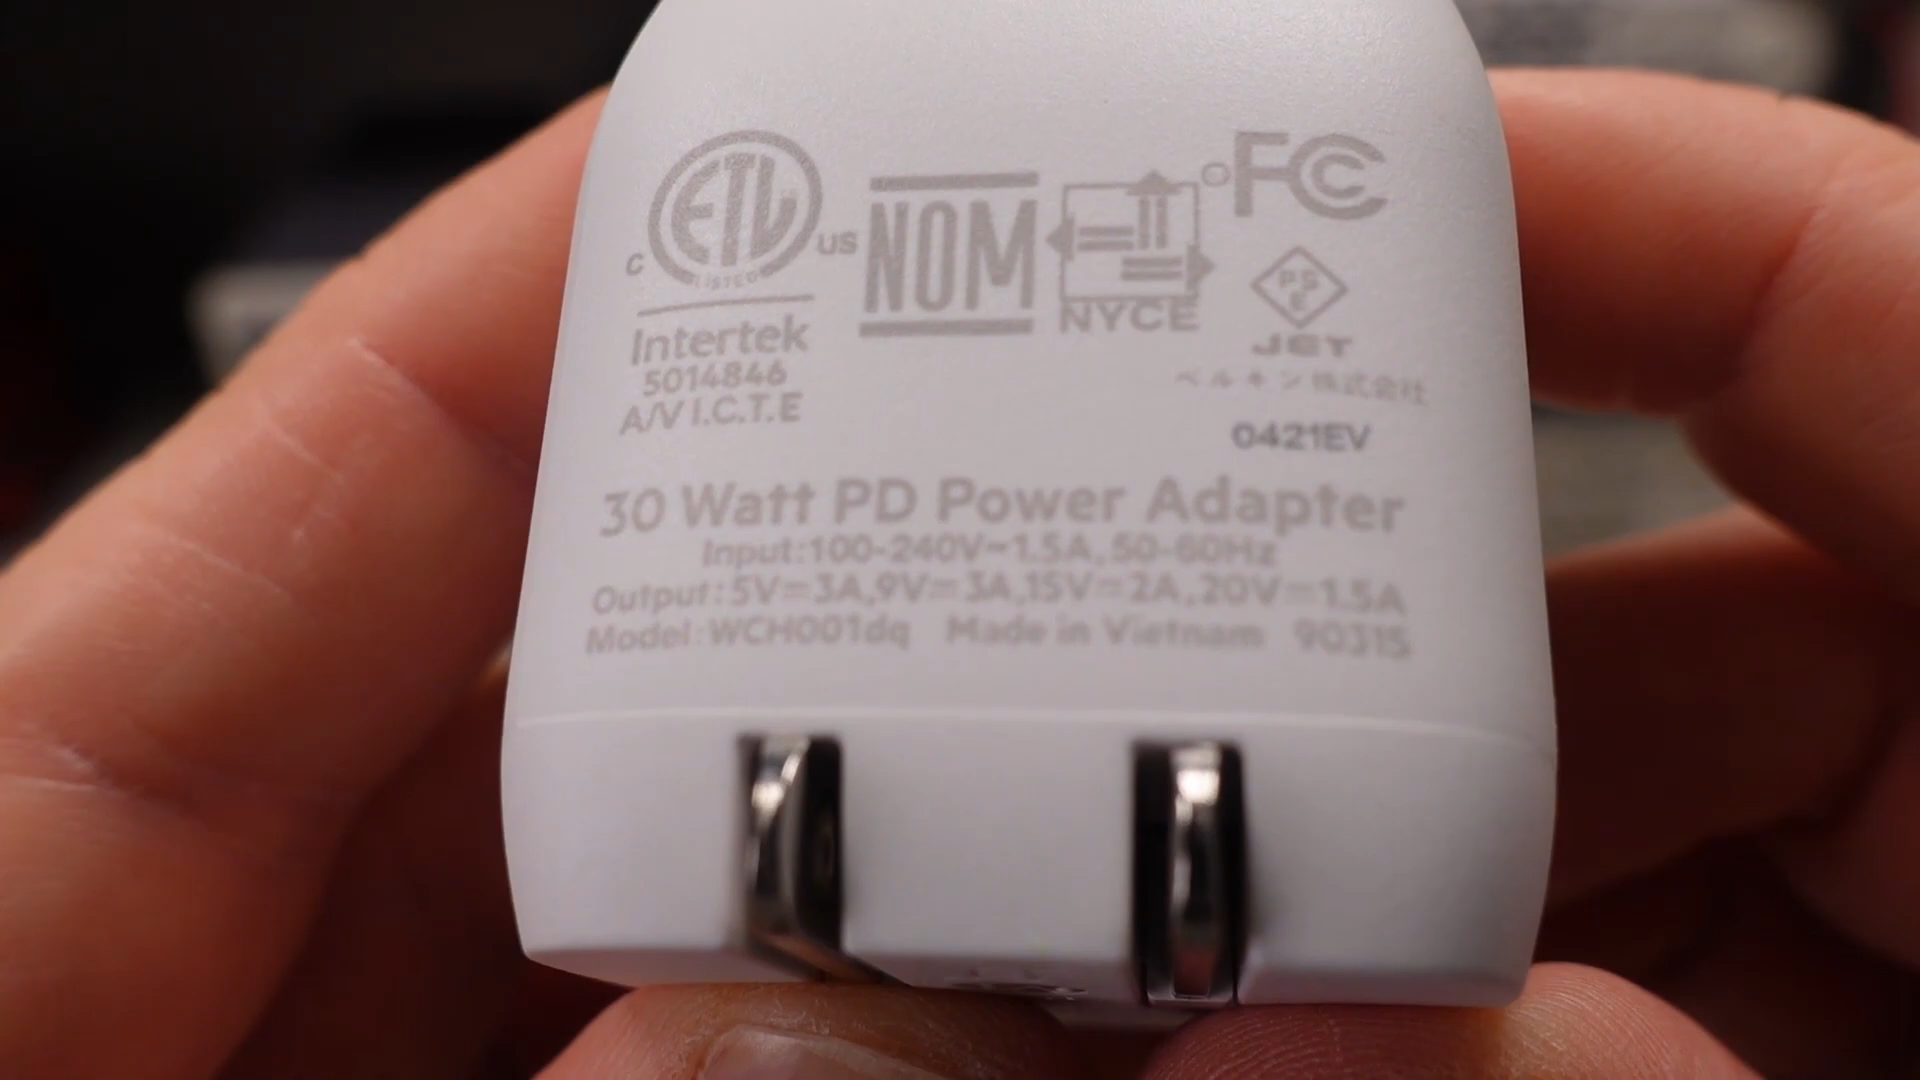 ETL
LISTED
C US
Intertek
5014846
A/V I.C.T.E
NOM
NYCE
FC
PS
E
JET
ベルキン株式会社
0421EV
30 Watt PD Power Adapter
Input:100-240V~1.5A,50-60Hz
Output:5V⎓3A,9V⎓3A,15V⎓2A,20V⎓1.5A
Model:WCH001dq Made in Vietnam 90315